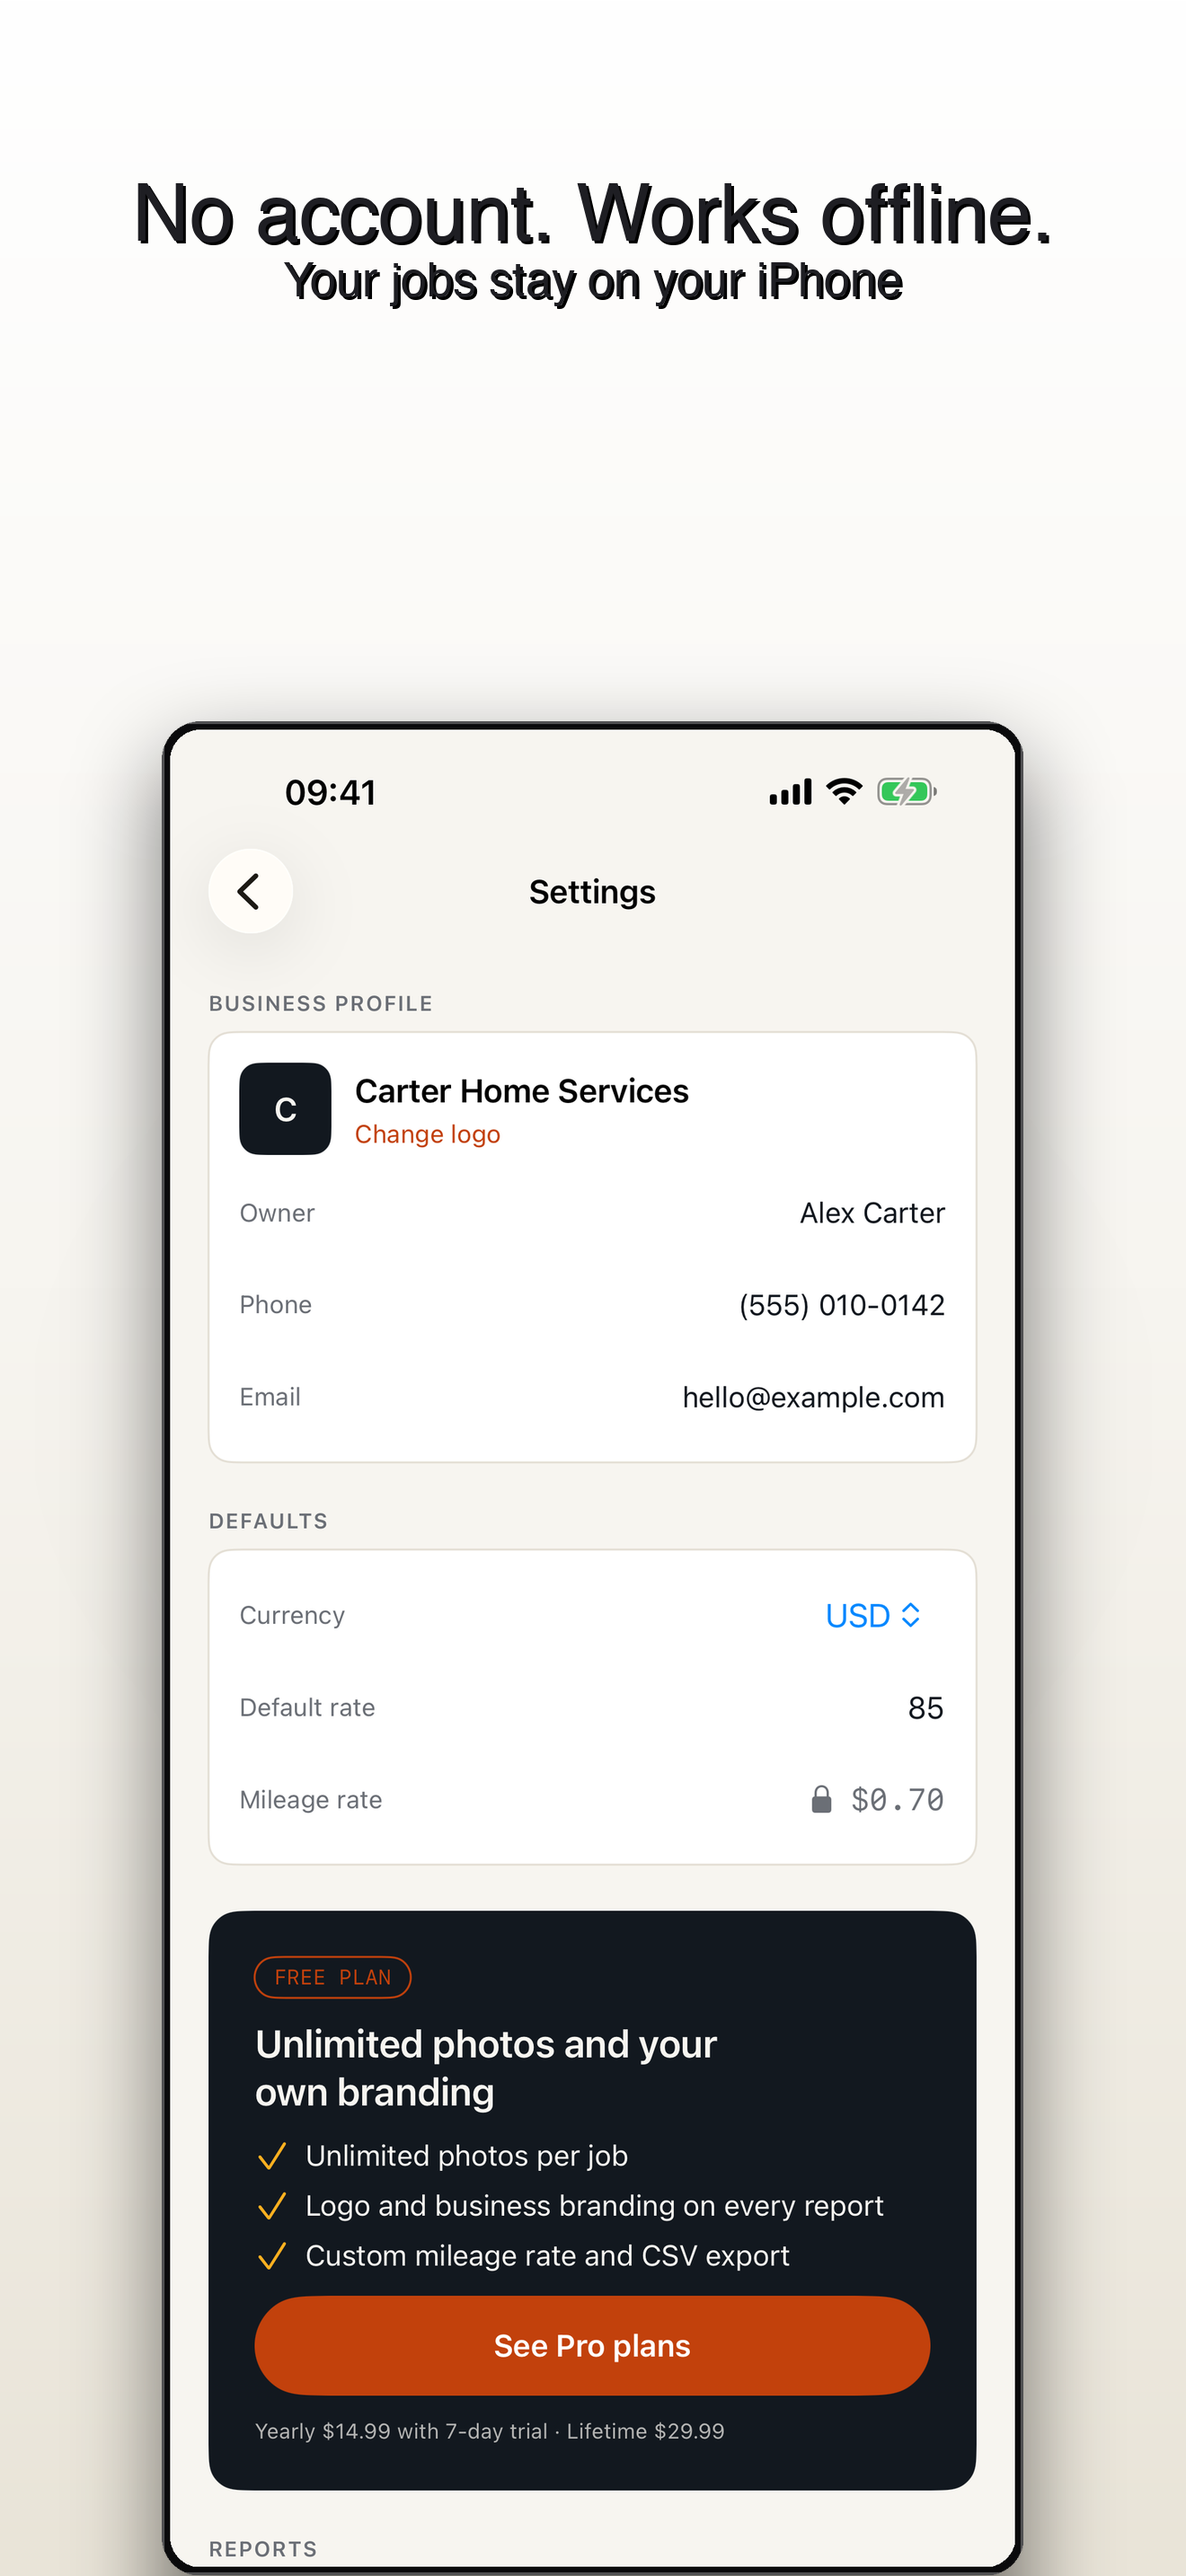 No account. Works offline.
Your jobs stay on your iPhone
09:41
Settings
BUSINESS PROFILE
C
Carter Home Services
Change logo
Owner
Alex Carter
Phone
(555) 010-0142
Email
hello@example.com
DEFAULTS
Currency
USD
Default rate
85
Mileage rate
$0.70
FREE PLAN
Unlimited photos and your
own branding
Unlimited photos per job
Logo and business branding on every report
Custom mileage rate and CSV export
See Pro plans
Yearly $14.99 with 7-day trial · Lifetime $29.99
REPORTS